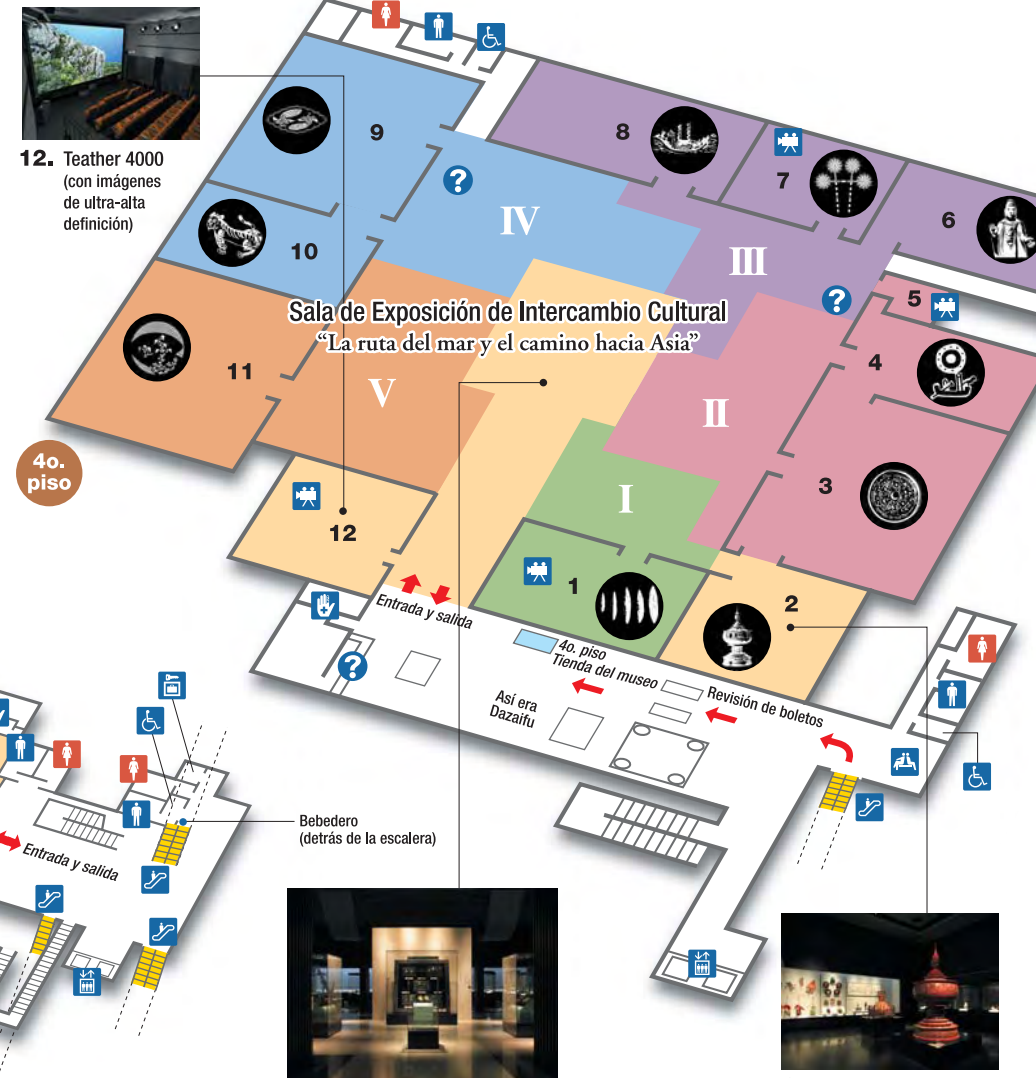 12. Teather 4000
(con imágenes
de ultra-alta
definición)
9
8
7
6
?
IV
10
III
?
5
Sala de Exposición de Intercambio Cultural
“La ruta del mar y el camino hacia Asia”
11
V
4
II
4o.
piso
3
12
I
1
2
Entrada y salida
?
4o. piso
Tienda del museo
Revisión de boletos
Así era
Dazaifu
Bebedero
(detrás de la escalera)
Entrada y salida